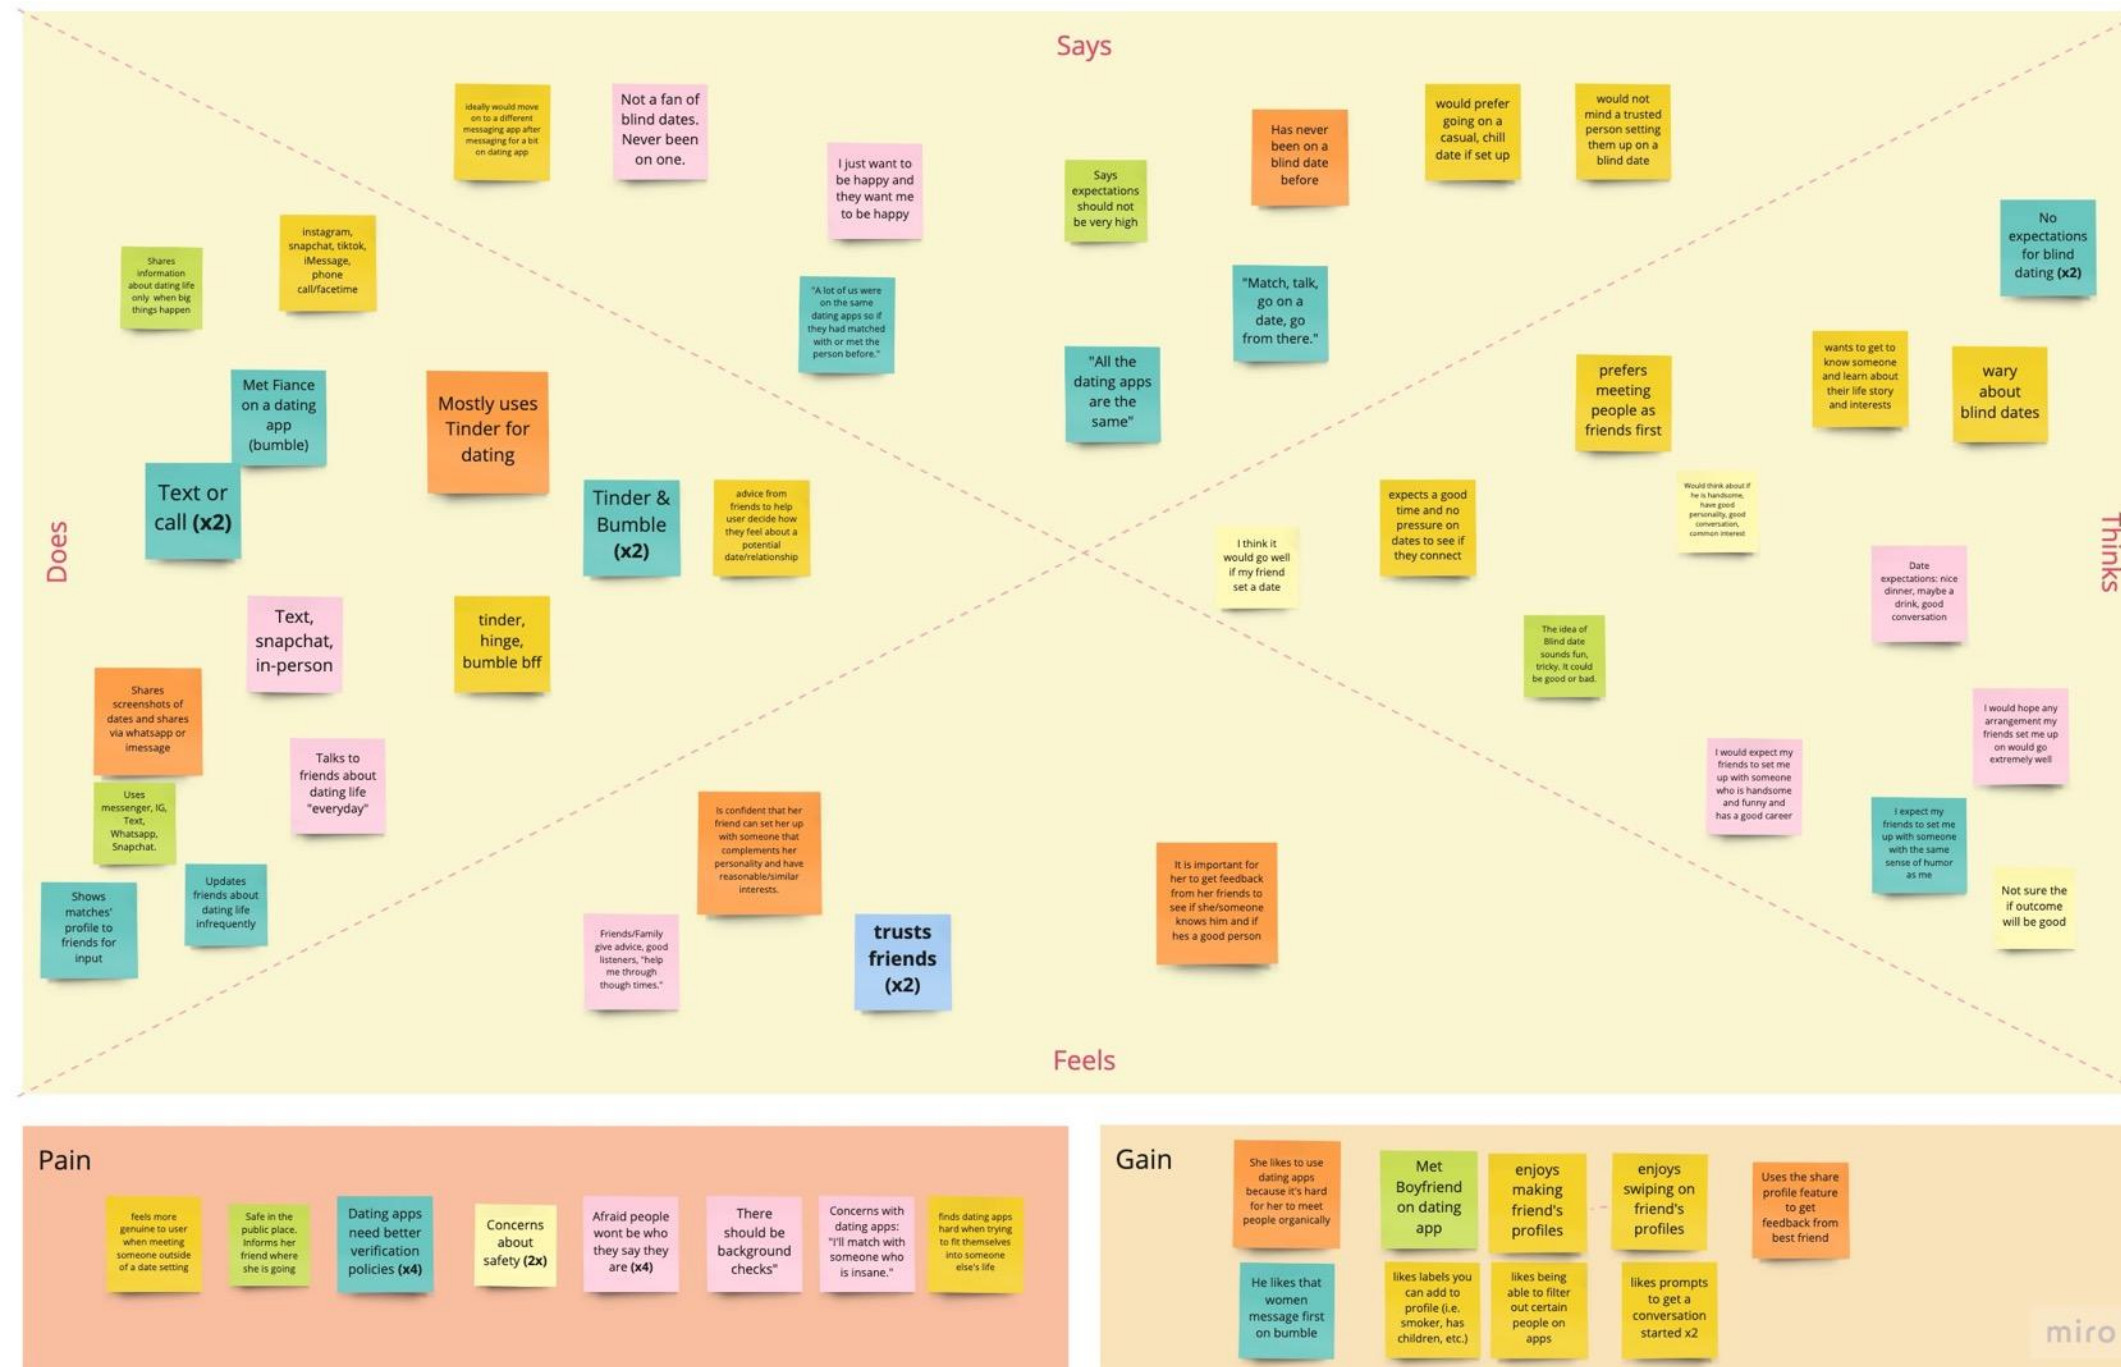 Says
ideally would move
on to a different
messaging app after
messaging for a bit
on dating app
Not a fan of
blind dates.
Never been
on one.
I just want to
be happy and
they want me
to be happy
Says
expectations
should not
be very high
Has never
been on a
blind date
before
would prefer
going on a
casual, chill
date if set up
would not
mind a trusted
person setting
them up on a
blind date
"A lot of us were
on the same
dating apps so if
they had matched
with or met the
person before."
"All the
dating apps
are the
same"
"Match, talk,
go on a
date, go
from there."
Does
Shares
information
about dating life
only when big
things happen
instagram,
snapchat, tiktok,
iMessage,
phone
call/facetime
Met Fiance
on a dating
app
(bumble)
Text or
call (x2)
Mostly uses
Tinder for
dating
Tinder &
Bumble
(x2)
advice from
friends to help
user decide how
they feel about a
potential
date/relationship
Text,
snapchat,
in-person
tinder,
hinge,
bumble bff
Shares
screenshots of
dates and shares
via whatsapp or
imessage
Talks to
friends about
dating life
"everyday"
Uses
messenger, IG,
Text,
Whatsapp,
Snapchat.
Shows
matches'
profile to
friends for
input
Updates
friends about
dating life
infrequently
Thinks
No
expectations
for blind
dating (x2)
prefers
meeting
people as
friends first
wants to get to
know someone
and learn about
their life story
and interests
wary
about
blind dates
I think it
would go well
if my friend
set a date
expects a good
time and no
pressure on
dates to see if
they connect
Would think about if
he is handsome,
have good
personality, good
conversation,
common interest
Date
expectations: nice
dinner, maybe a
drink, good
conversation
The idea of
Blind date
sounds fun,
tricky. It could
be good or bad.
I would expect my
friends to set me
up with someone
who is handsome
and funny and
has a good career
I would hope any
arrangement my
friends set me up
on would go
extremely well
I expect my
friends to set me
up with someone
with the same
sense of humor
as me
Not sure the
if outcome
will be good
Is confident that her
friend can set her up
with someone that
complements her
personality and have
reasonable/similar
interests.
Friends/Family
give advice, good
listeners, "help
me through
though times."
trusts
friends
(x2)
It is important for
her to get feedback
from her friends to
see if she/someone
knows him and if
hes a good person
Feels
Pain
feels more
genuine to user
when meeting
someone outside
of a date setting
Safe in the
public place.
Informs her
friend where
she is going
Dating apps
need better
verification
policies (x4)
Concerns
about
safety (2x)
Afraid people
wont be who
they say they
are (x4)
There
should be
background
checks"
Concerns with
dating apps:
"I'll match with
someone who
is insane."
finds dating apps
hard when trying
to fit themselves
into someone
else's life
Gain
She likes to use
dating apps
because it's hard
for her to meet
people organically
Met
Boyfriend
on dating
app
enjoys
making
friend's
profiles
enjoys
swiping on
friend's
profiles
Uses the share
profile feature
to get
feedback from
best friend
He likes that
women
message first
on bumble
likes labels you
can add to
profile (i.e.
smoker, has
children, etc.)
likes being
able to filter
out certain
people on
apps
likes prompts
to get a
conversation
started x2
miro